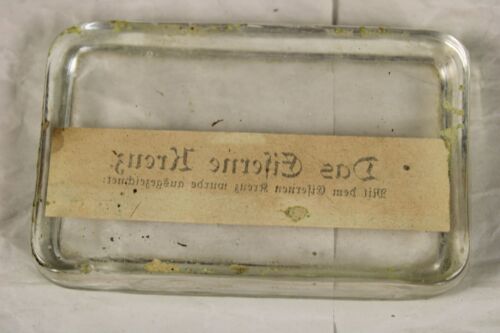 Das Eiſerne Kreuz.
Mit dem Eiſernen Kreuz wurde ausgezeichnet: